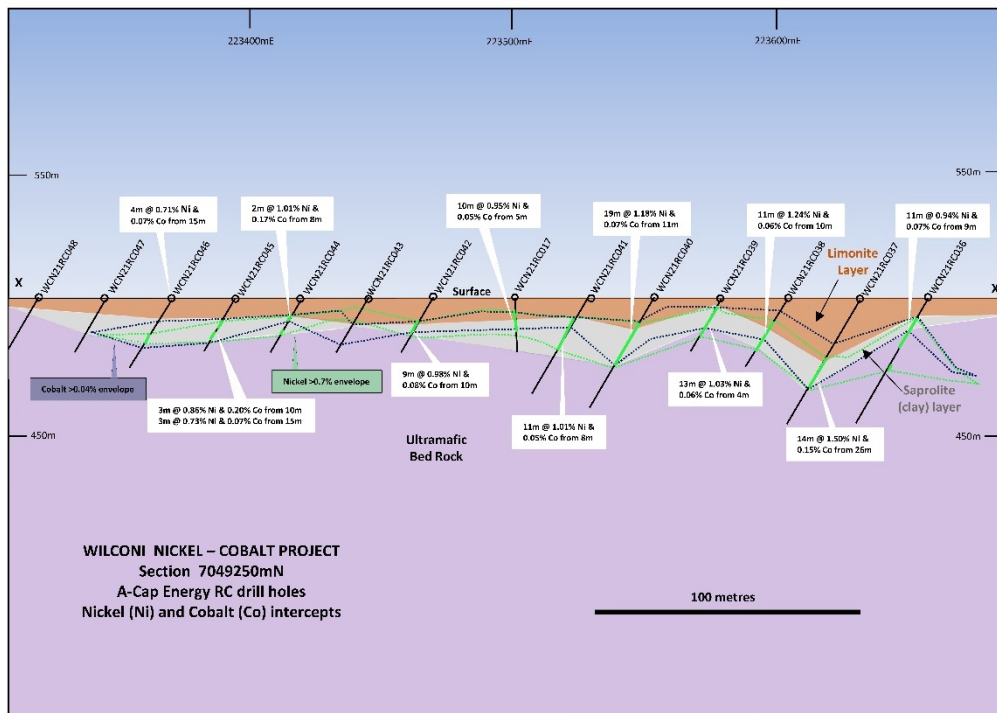 223400mE
223500mE
223600mE
550m
550m
4m @ 0.71% Ni &
0.07% Co from 15m
2m @ 1.01% Ni &
0.17% Co from 8m
10m @ 0.95% Ni &
0.05% Co from 5m
19m @ 1.18% Ni &
0.07% Co from 11m
11m @ 1.24% Ni &
0.06% Co from 10m
11m @ 0.94% Ni &
0.07% Co from 9m
Limonite
Layer
X
WCN21RC048
WCN21RC047
WCN21RC046
WCN21RC045
WCN21RC044
WCN21RC043
WCN21RC042
WCN21RC017
WCN21RC041
WCN21RC040
WCN21RC039
WCN21RC038
WCN21RC037
WCN21RC036
X
Surface
Cobalt >0.04% envelope
Nickel >0.7% envelope
9m @ 0.98% Ni &
0.08% Co from 10m
13m @ 1.03% Ni &
0.06% Co from 4m
Saprolite
(clay) layer
3m @ 0.86% Ni & 0.20% Co from 10m
3m @ 0.73% Ni & 0.07% Co from 15m
11m @ 1.01% Ni &
0.05% Co from 8m
14m @ 1.50% Ni &
0.15% Co from 26m
450m
450m
Ultramafic
Bed Rock
WILCONI NICKEL – COBALT PROJECT
Section 7049250mN
A-Cap Energy RC drill holes
Nickel (Ni) and Cobalt (Co) intercepts
100 metres